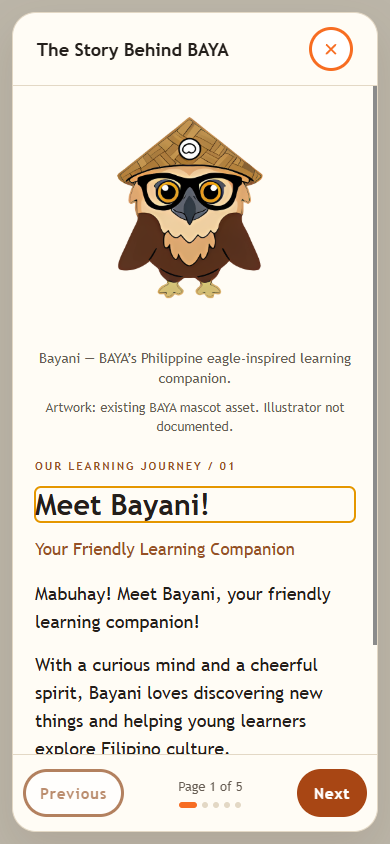 The Story Behind BAYA
Bayani — BAYA's Philippine eagle-inspired learning
companion.
Artwork: existing BAYA mascot asset. Illustrator not
documented.
OUR LEARNING JOURNEY / 01
Meet Bayani!
Your Friendly Learning Companion
Mabuhay! Meet Bayani, your friendly
learning companion!
With a curious mind and a cheerful
spirit, Bayani loves discovering new
things and helping young learners
explore Filipino culture.
Previous
Page 1 of 5
Next